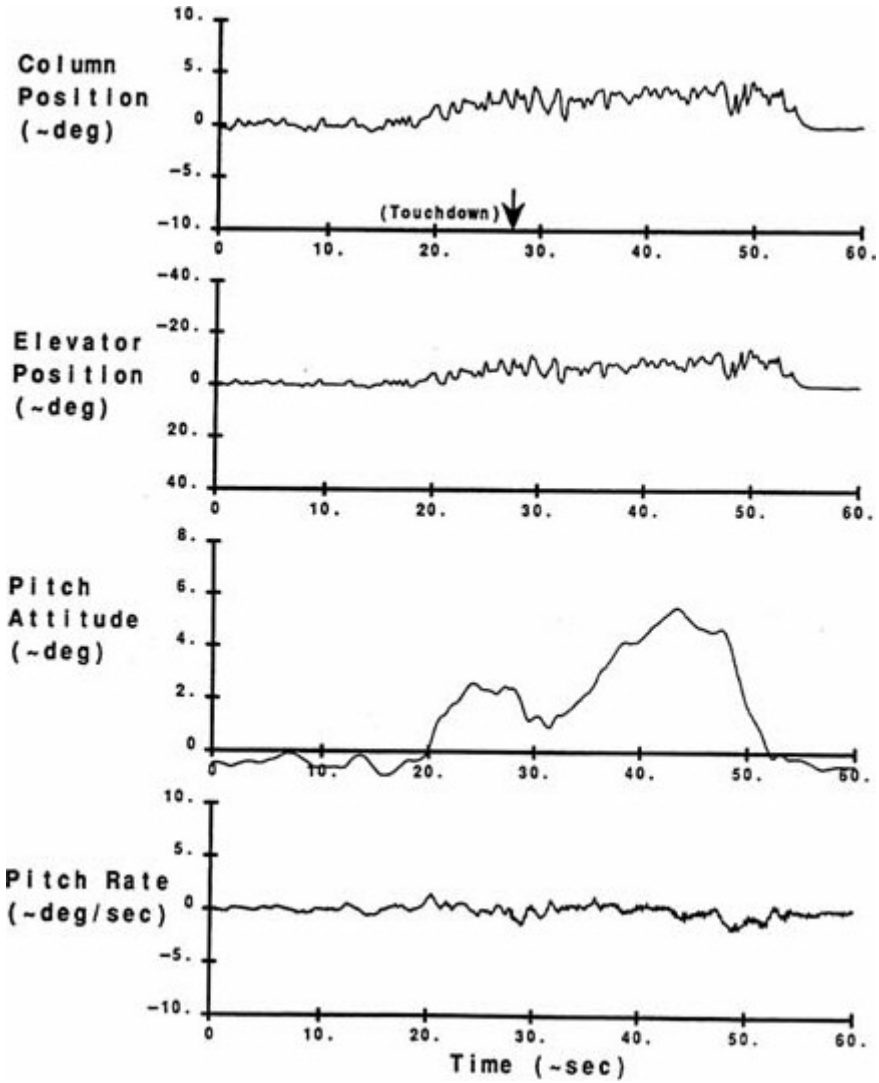 10.
5.
0
-5.
-10.
Column
Position
(~deg)
(Touchdown)
0 10. 20. 30. 40. 50. 60.
-40.
-20.
0
20.
40.
Elevator
Position
(~deg)
0 10. 20. 30. 40. 50. 60.
8.
6.
4.
2.
0
Pitch
Attitude
(~deg)
0 10. 20. 30. 40. 50. 60.
10.
5.
0
-5.
-10.
Pitch Rate
(~deg/sec)
0 10. 20. 30. 40. 50. 60.
Time (~sec)